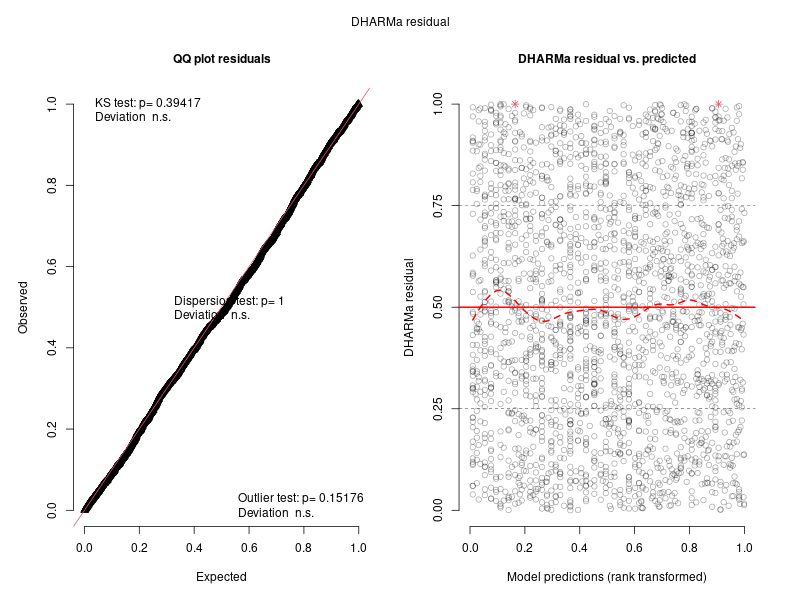 DHARMa residual
QQ plot residuals
KS test: p= 0.39417
Deviation n.s.
Dispersion test: p= 1
Deviation n.s.
Outlier test: p= 0.15176
Deviation n.s.
Observed
0.0 0.2 0.4 0.6 0.8 1.0
0.0 0.2 0.4 0.6 0.8 1.0
Expected
DHARMa residual vs. predicted
DHARMa residual
0.00 0.25 0.50 0.75 1.00
0.0 0.2 0.4 0.6 0.8 1.0
Model predictions (rank transformed)